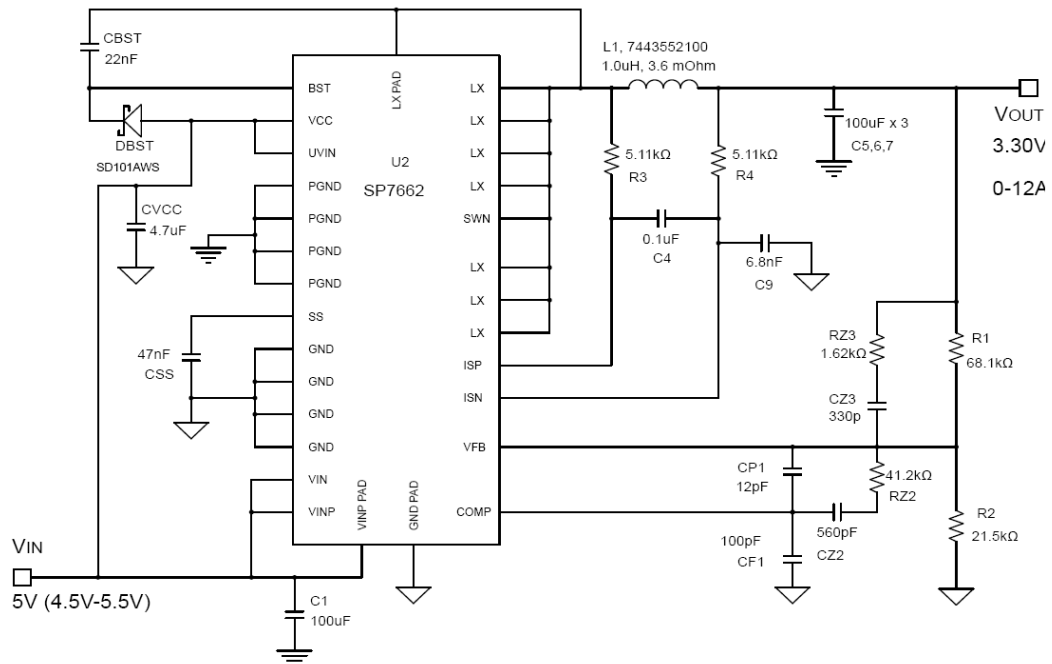 CBST
22nF
L1, 7443552100
1.0uH, 3.6 mOhm
BST
LX PAD
LX
VCC
LX
DBST
SD101AWS
UVIN
LX
U2
SP7662
PGND
LX
PGND
SWN
PGND
LX
PGND
LX
SS
LX
GND
ISP
GND
ISN
GND
GND
VFB
VIN
VINP
COMP
VINP PAD
GND PAD
CVCC
4.7uF
47nF
CSS
5.11kΩ
R3
5.11kΩ
R4
0.1uF
C4
6.8nF
C9
100uF x 3
C5,6,7
VOUT
3.30V
0-12A
RZ3
1.62kΩ
R1
68.1kΩ
CZ3
330p
CP1
12pF
41.2kΩ
RZ2
560pF
CZ2
100pF
CF1
R2
21.5kΩ
VIN
5V (4.5V-5.5V)
C1
100uF